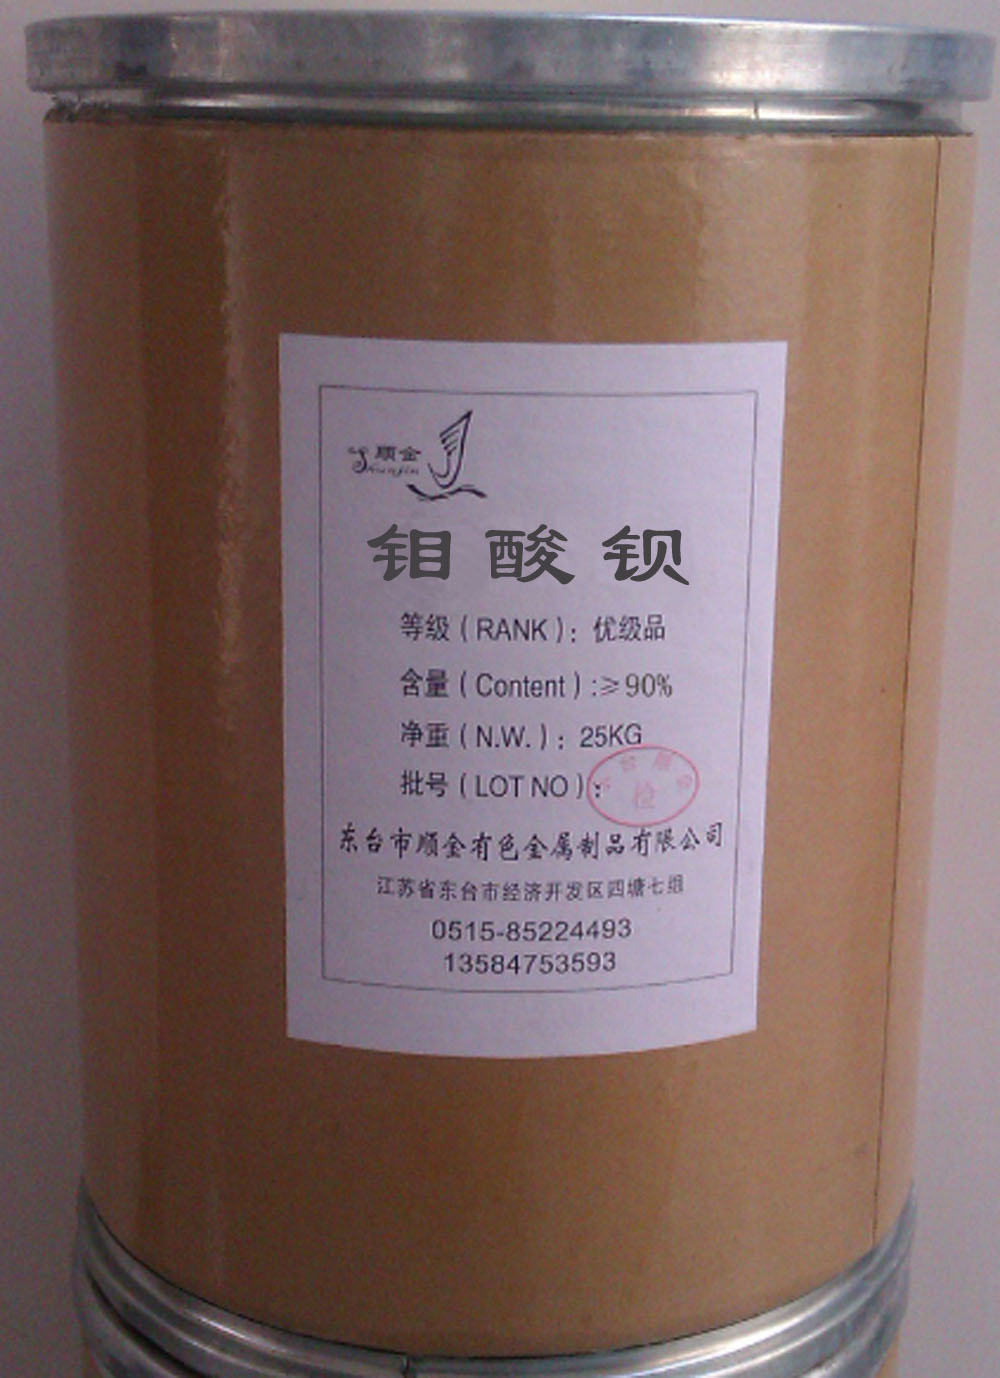 顺金
Shunjin
钼酸钡
等级(RANK):优级品
含量(Content):≥90%
净重(N.W.):25KG
批号(LOT NO):
检
东台市顺金有色金属制品有限公司
江苏省东台市经济开发区四塘七组
0515-85224493
13584753593